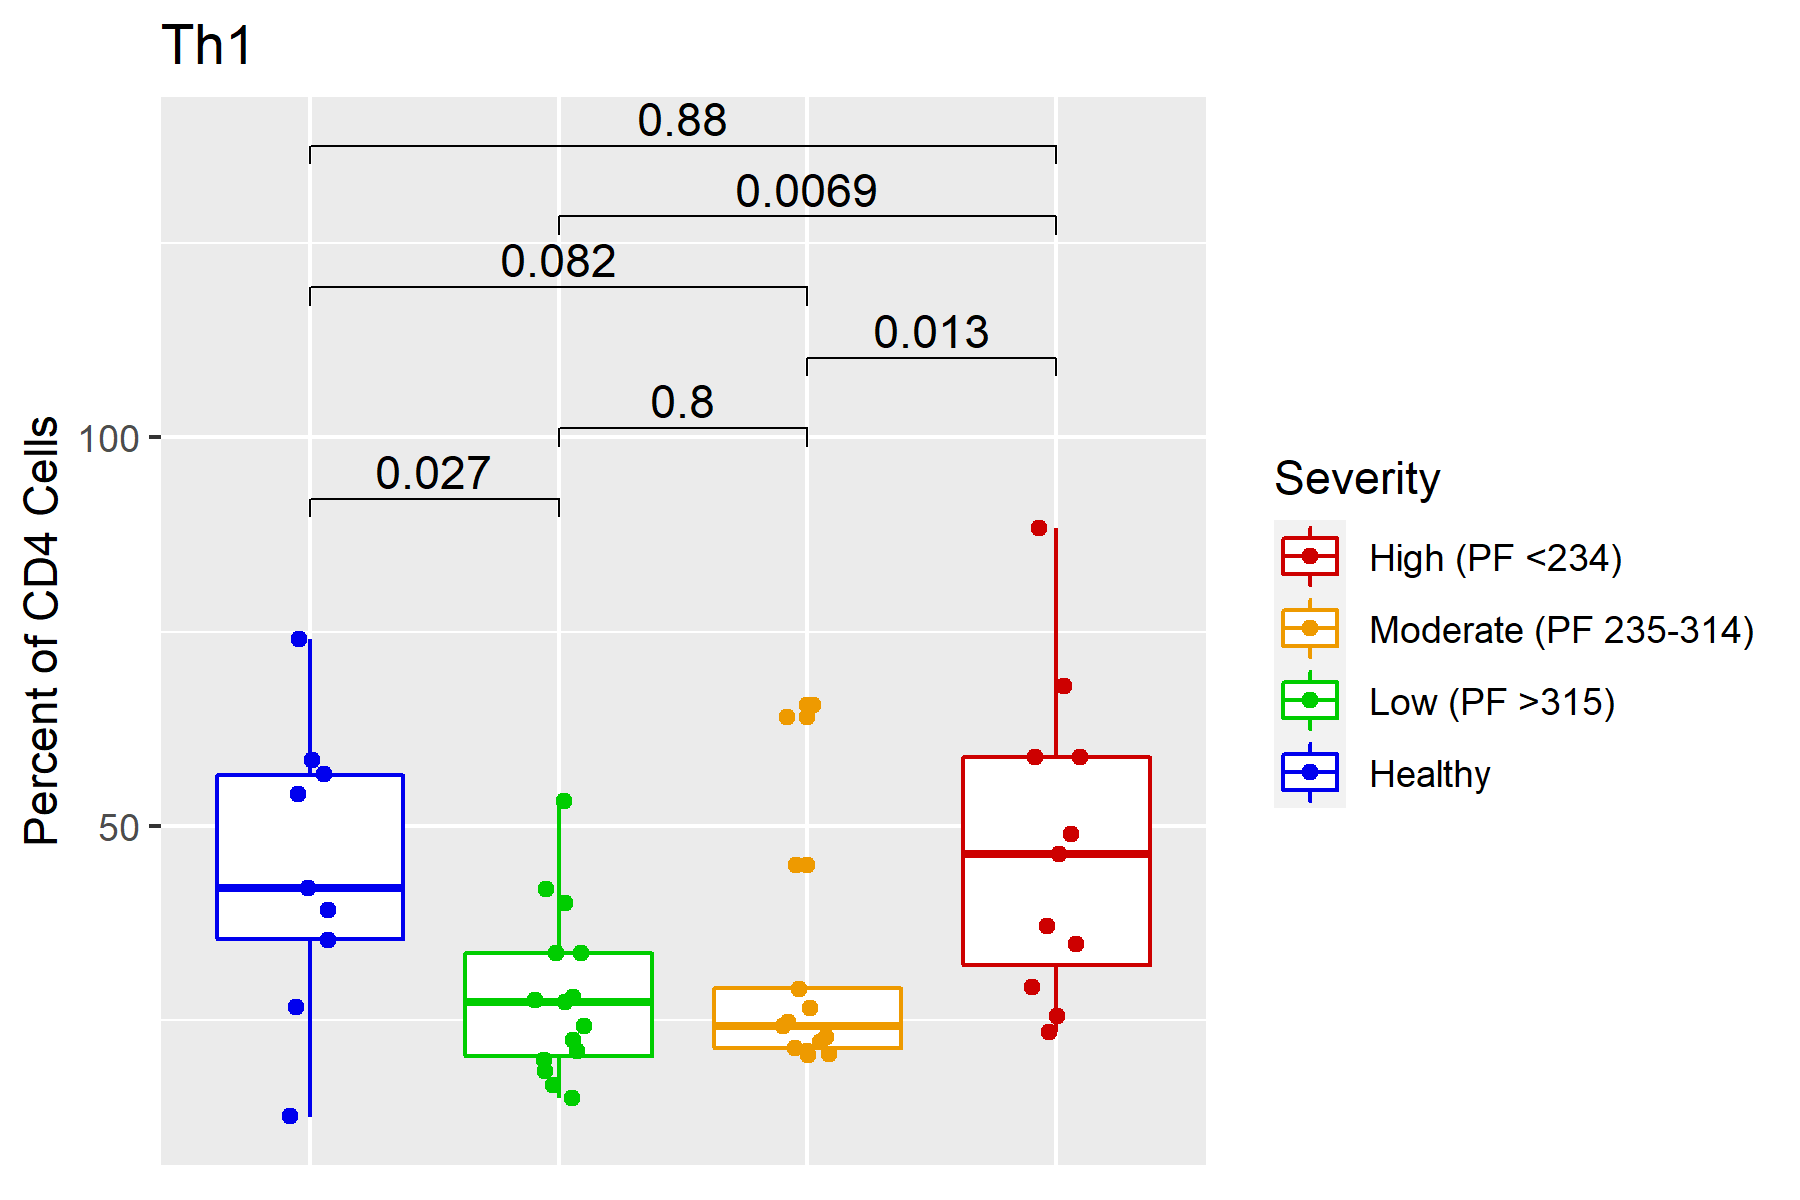 Th1
0.88
0.0069
0.082
0.013
0.8
0.027
100
50
Percent of CD4 Cells
Severity
High (PF <234)
Moderate (PF 235-314)
Low (PF >315)
Healthy